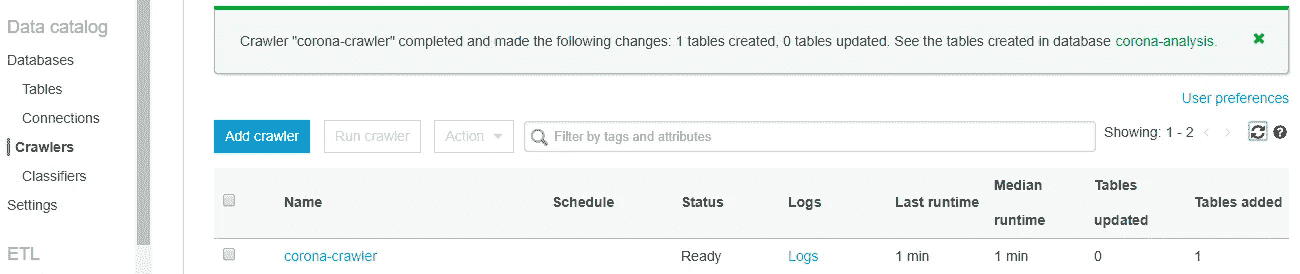 Data catalog
Databases
Tables
Connections
Crawlers
Classifiers
Settings
ETL
Crawler "corona-crawler" completed and made the following changes: 1 tables created, 0 tables updated. See the tables created in database corona-analysis.
User preferences
Add crawler Run crawler Action Filter by tags and attributes Showing: 1 - 2
Name Schedule Status Logs Last runtime Median runtime Tables updated Tables added
corona-crawler Ready Logs 1 min 1 min 0 1